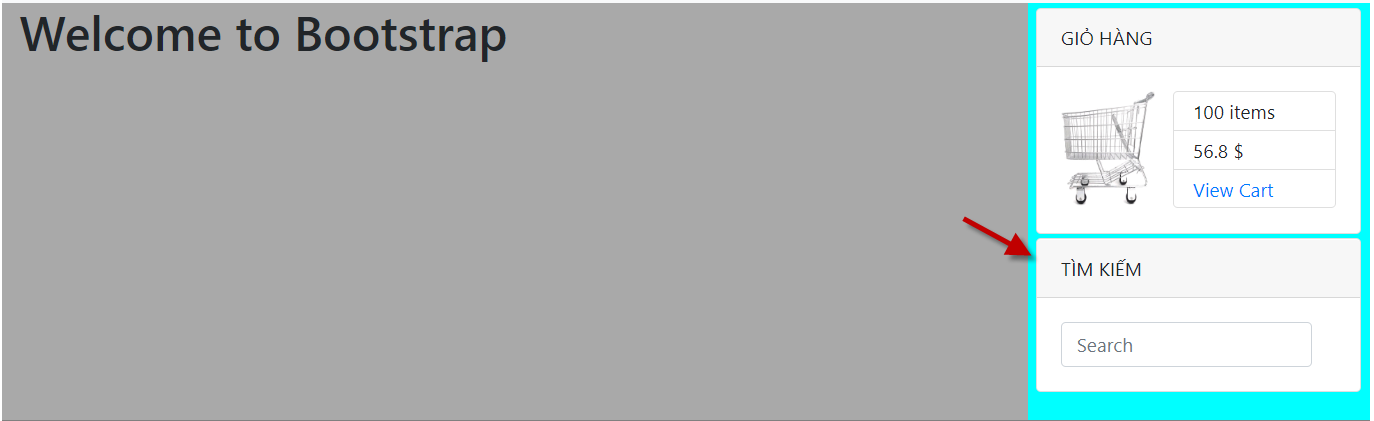 Welcome to Bootstrap
GIỎ HÀNG
100 items
56.8 $
View Cart
TÌM KIẾM
Search